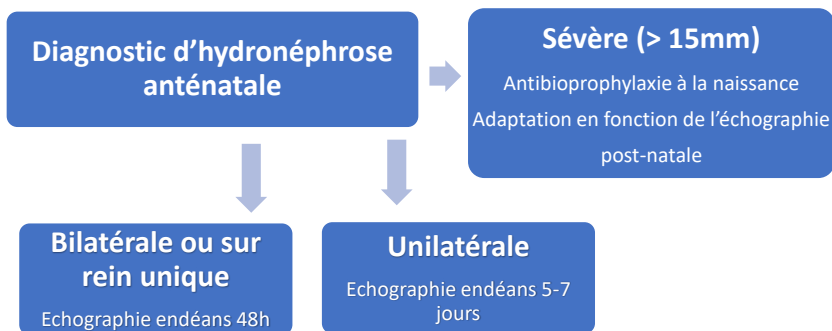 Diagnostic d’hydronéphrose
anténatale
Sévère (> 15mm)
Antibioprophylaxie à la naissance
Adaptation en fonction de l’échographie
post-natale
Bilatérale ou sur
rein unique
Echographie endéans 48h
Unilatérale
Echographie endéans 5-7
jours